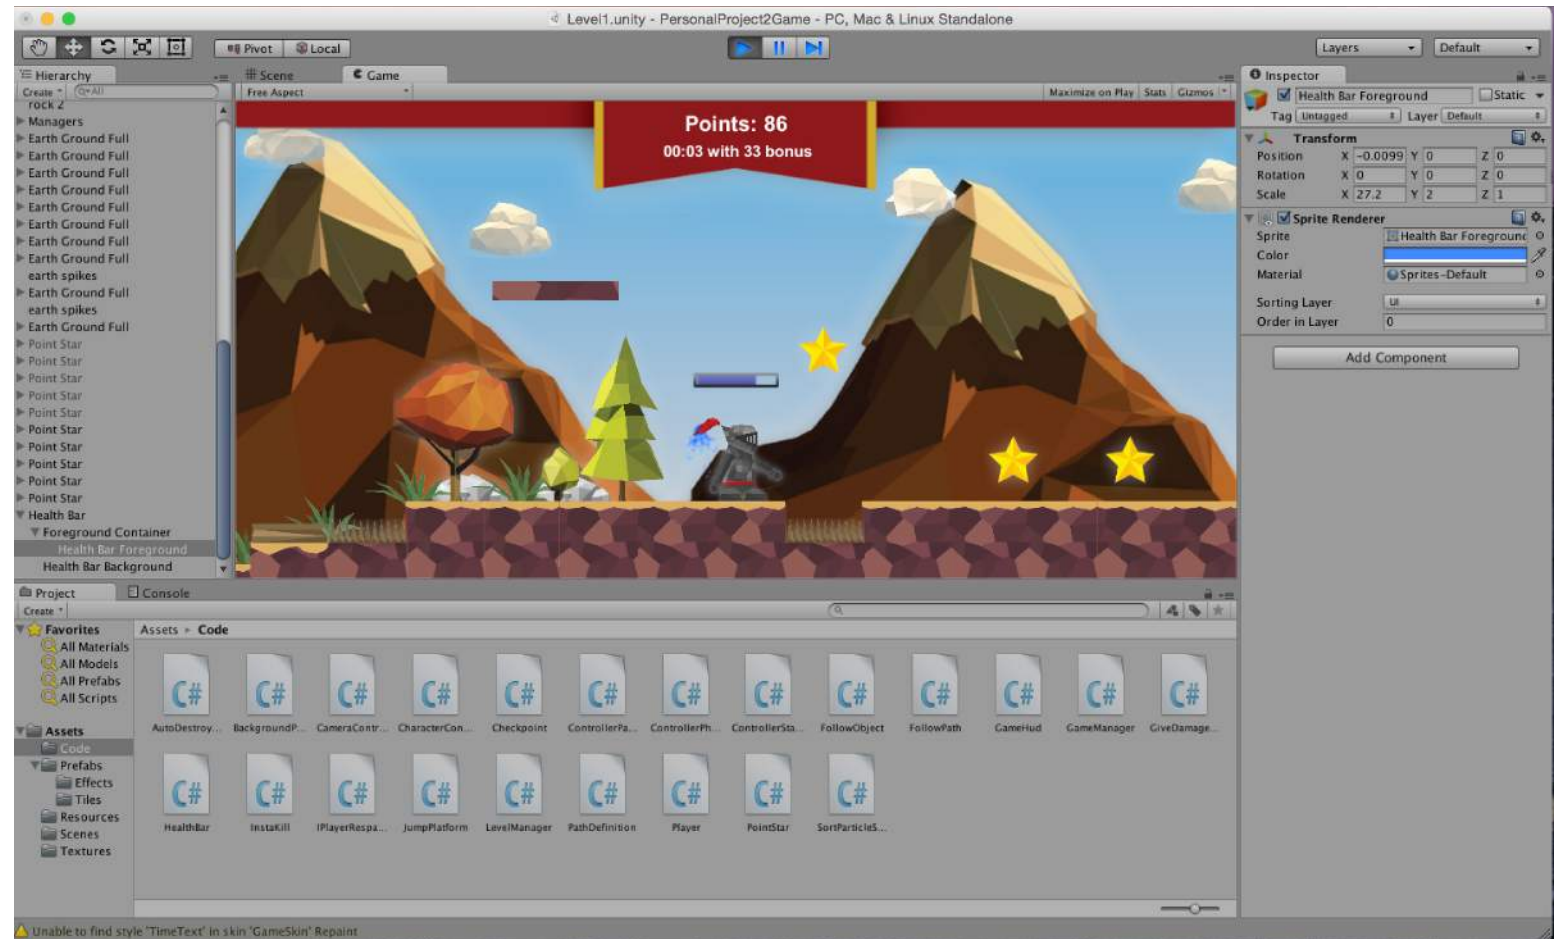 Level1.unity - PersonalProject2Game - PC, Mac & Linux Standalone
Pivot Local
Layers Default
Hierarchy
Create All
rock 2
Managers
Earth Ground Full
Earth Ground Full
Earth Ground Full
Earth Ground Full
Earth Ground Full
Earth Ground Full
Earth Ground Full
Earth Ground Full
earth spikes
Earth Ground Full
earth spikes
Earth Ground Full
Point Star
Point Star
Point Star
Point Star
Point Star
Point Star
Point Star
Point Star
Point Star
Point Star
Health Bar
Foreground Container
Health Bar Foreground
Health Bar Background
Scene Game
Free Aspect Maximize on Play Stats Gizmos
Points: 86
00:03 with 33 bonus
Inspector
Health Bar Foreground Static
Tag Untagged Layer Default
Transform
Position X -0.0099 Y 0 Z 0
Rotation X 0 Y 0 Z 0
Scale X 27.2 Y 2 Z 1
Sprite Renderer
Sprite Health Bar Foreground
Color
Material Sprites-Default
Sorting Layer UI
Order in Layer 0
Add Component
Project Console
Create
Favorites
All Materials
All Models
All Prefabs
All Scripts
Assets
Code
Prefabs
Effects
Tiles
Resources
Scenes
Textures
Assets Code
C# C# C# C# C# C# C# C# C# C# C# C# C#
AutoDestroy... BackgroundP... CameraContr... CharacterCon... Checkpoint ControllerPa... ControllerPh... ControllerSta... FollowObject FollowPath GameHud GameManager GiveDamage...
C# C# C# C# C# C# C# C# C#
HealthBar InstaKill IPlayerRespa... JumpPlatform LevelManager PathDefinition Player PointStar SortParticleS...
Unable to find style 'TimeText' in skin 'GameSkin' Repaint